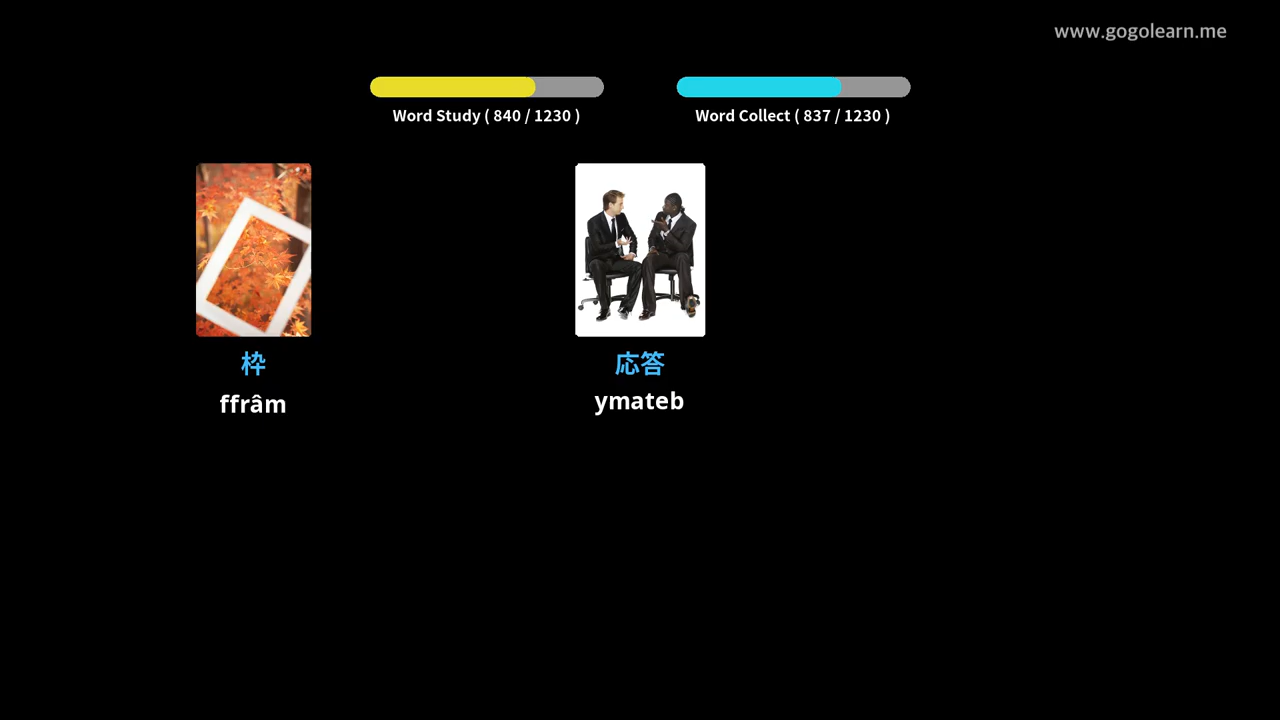 www.gogolearn.me
Word Study ( 840 / 1230 )
Word Collect ( 837 / 1230 )
枠
ffrâm
応答
ymateb